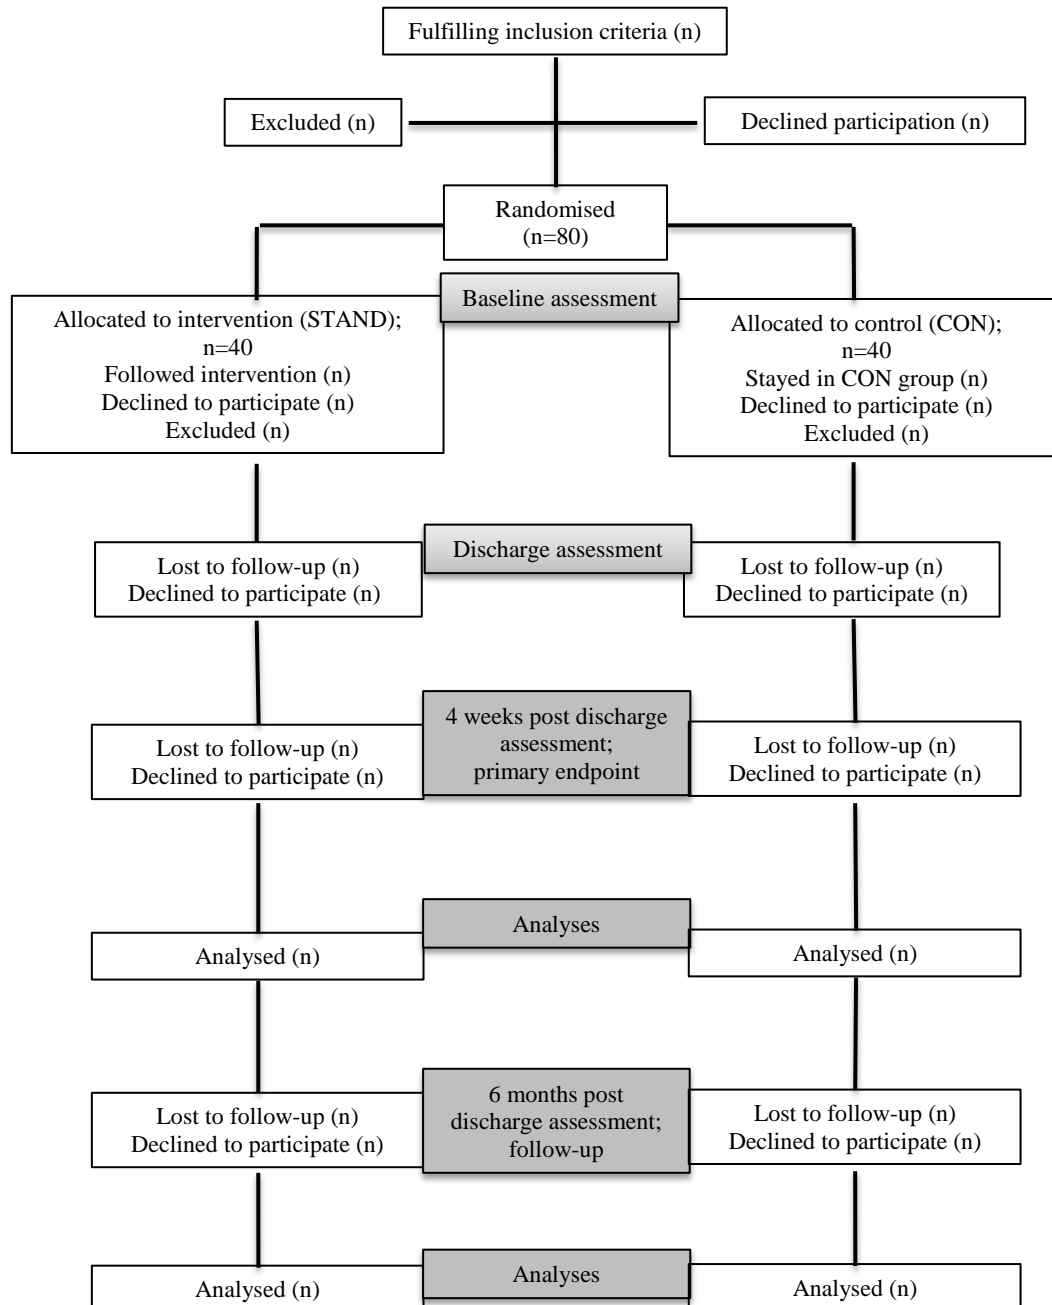 Fulfilling inclusion criteria (n)
Excluded (n)
Declined participation (n)
Randomised
(n=80)
Baseline assessment
Allocated to intervention (STAND);
n=40
Followed intervention (n)
Declined to participate (n)
Excluded (n)
Allocated to control (CON);
n=40
Stayed in CON group (n)
Declined to participate (n)
Excluded (n)
Discharge assessment
Lost to follow-up (n)
Declined to participate (n)
Lost to follow-up (n)
Declined to participate (n)
4 weeks post discharge
assessment;
primary endpoint
Lost to follow-up (n)
Declined to participate (n)
Lost to follow-up (n)
Declined to participate (n)
Analyses
Analysed (n)
Analysed (n)
6 months post
discharge assessment;
follow-up
Lost to follow-up (n)
Declined to participate (n)
Lost to follow-up (n)
Declined to participate (n)
Analyses
Analysed (n)
Analysed (n)